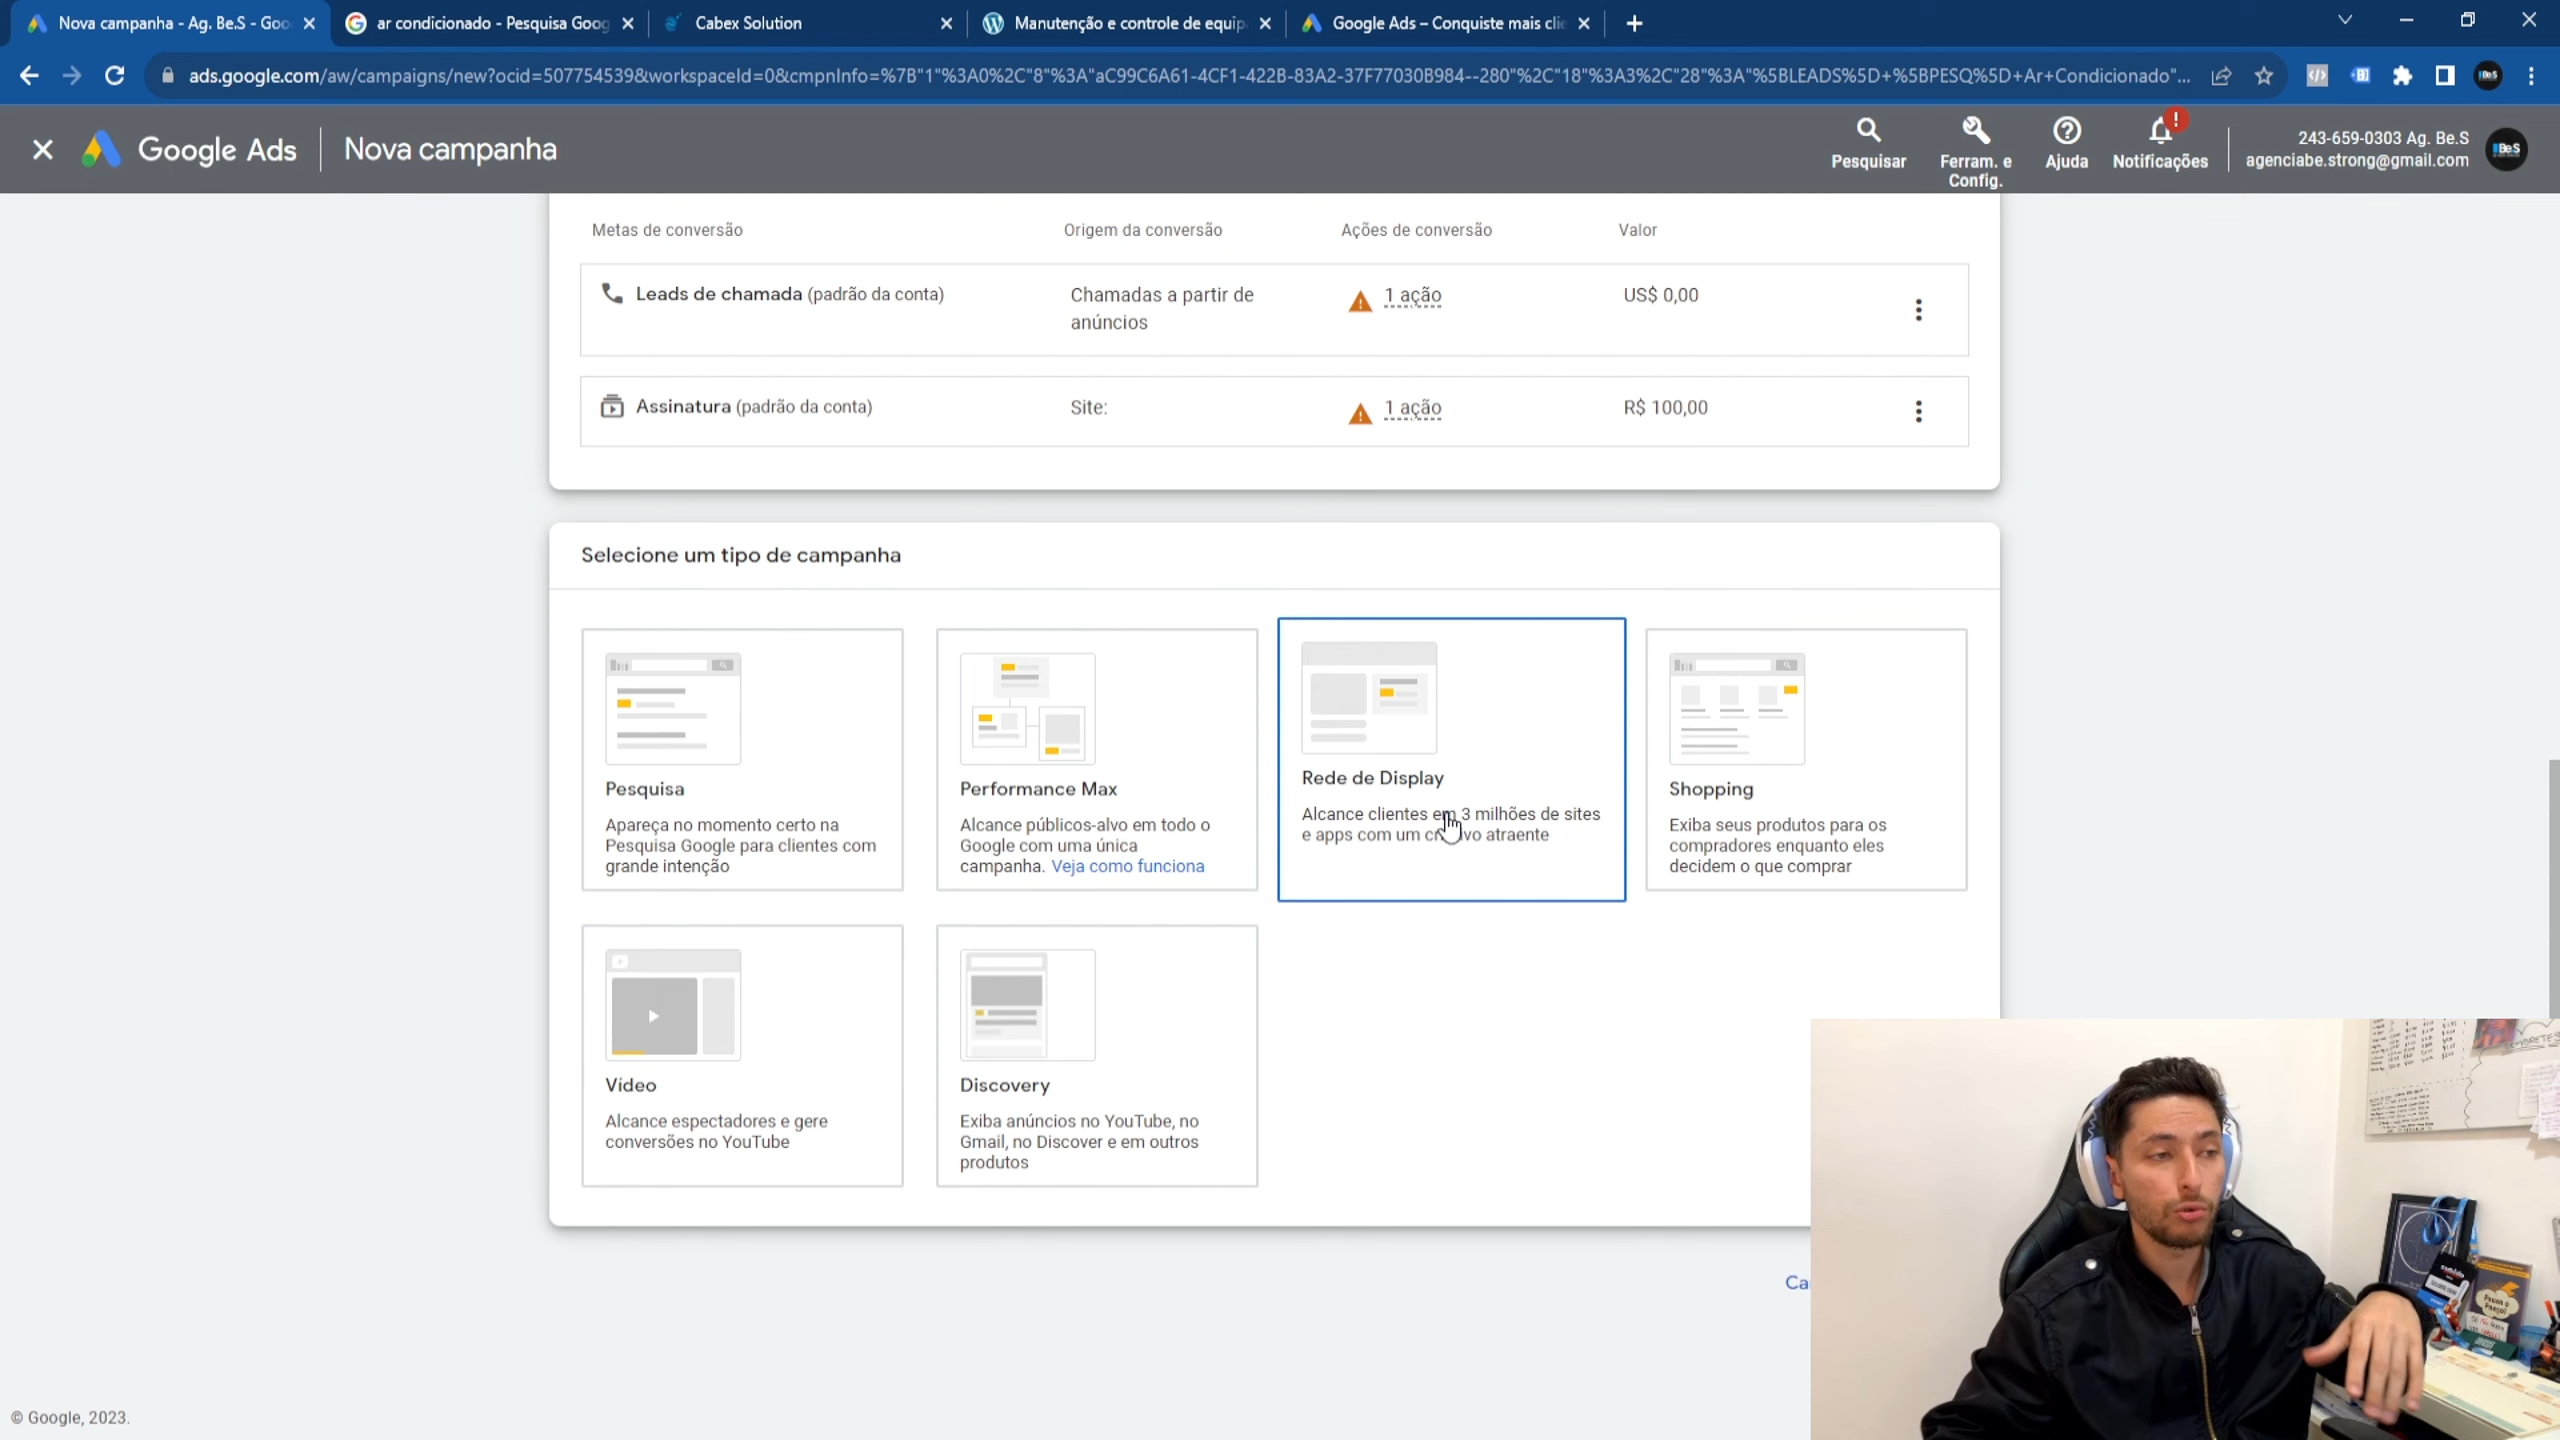 Nova campanha - Ag. Be.S - Goo
ar condicionado - Pesquisa Goog
Cabex Solution
Manutenção e controle de equip
Google Ads – Conquiste mais clie
ads.google.com/aw/campaigns/new?ocid=507754539&workspaceId=0&cmpnInfo=%7B"1"%3A0%2C"8"%3A"aC99C6A61-4CF1-422B-83A2-37F77030B984--280"%2C"18"%3A3%2C"28"%3A"%5BLEADS%5D+%5BPESQ%5D+Ar+Condicionado"...
Google Ads
Nova campanha
Pesquisar
Ferram. e
Config.
Ajuda
Notificações
243-659-0303 Ag. Be.S
agenciabe.strong@gmail.com
Be.S
Metas de conversão
Origem da conversão
Ações de conversão
Valor
Leads de chamada (padrão da conta)
Chamadas a partir de
anúncios
1 ação
US$ 0,00
Assinatura (padrão da conta)
Site:
1 ação
R$ 100,00
Selecione um tipo de campanha
Pesquisa
Apareça no momento certo na
Pesquisa Google para clientes com
grande intenção
Performance Max
Alcance públicos-alvo em todo o
Google com uma única
campanha. Veja como funciona
Rede de Display
Alcance clientes em 3 milhões de sites
e apps com um criativo atraente
Shopping
Exiba seus produtos para os
compradores enquanto eles
decidem o que comprar
Vídeo
Alcance espectadores e gere
conversões no YouTube
Discovery
Exiba anúncios no YouTube, no
Gmail, no Discover e em outros
produtos
Ca
© Google, 2023.